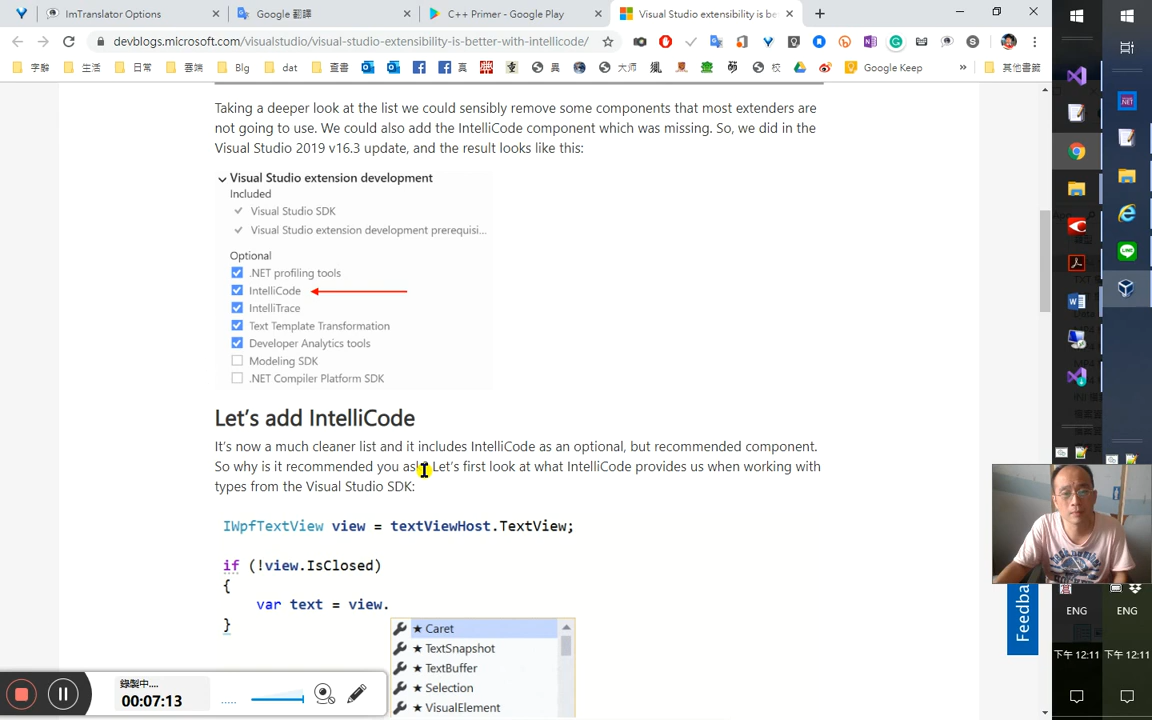 ImTranslator Options
Google 翻譯
C++ Primer - Google Play
Visual Studio extensibility is be
devblogs.microsoft.com/visualstudio/visual-studio-extensibility-is-better-with-intellicode/
字辭
生活
日常
雲端
Blg
dat
查書
真
異
大师
校
Google Keep
其他書籤
Taking a deeper look at the list we could sensibly remove some components that most extenders are
not going to use. We could also add the IntelliCode component which was missing. So, we did in the
Visual Studio 2019 v16.3 update, and the result looks like this:
Visual Studio extension development
Included
Visual Studio SDK
Visual Studio extension development prerequisi...
Optional
.NET profiling tools
IntelliCode
IntelliTrace
Text Template Transformation
Developer Analytics tools
Modeling SDK
.NET Compiler Platform SDK
Let's add IntelliCode
It's now a much cleaner list and it includes IntelliCode as an optional, but recommended component.
So why is it recommended you as Let's first look at what IntelliCode provides us when working with
types from the Visual Studio SDK:
IWpfTextView view = textViewHost.TextView;
if (!view.IsClosed)
{
var text = view.
}
★ Caret
★ TextSnapshot
★ TextBuffer
★ Selection
★ VisualElement
錄製中....
00:07:13
Feedba
ENG ENG
下午 12:11 下午 12:11